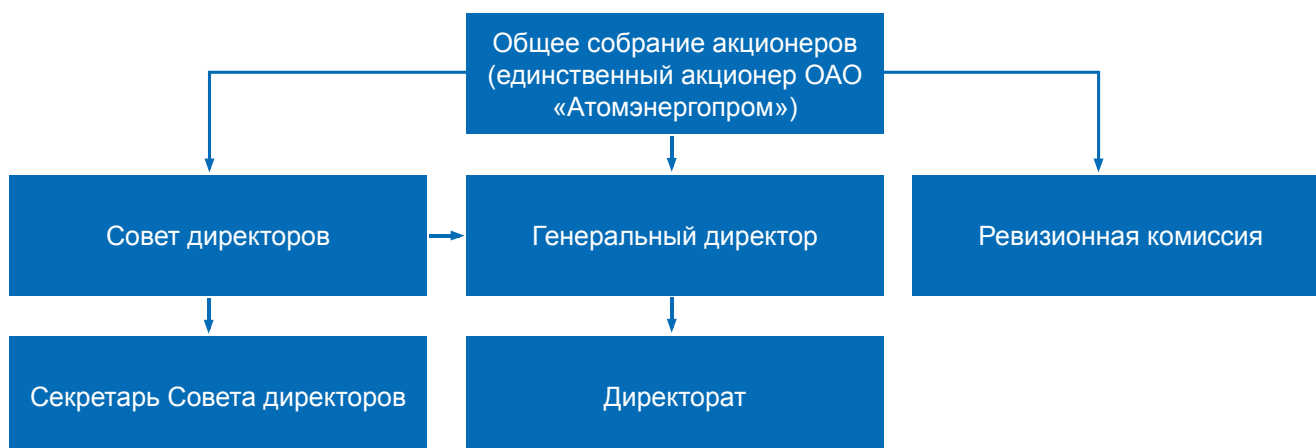 Общее собрание акционеров
(единственный акционер ОАО
«Атомэнергопром»)
Совет директоров
Генеральный директор
Ревизионная комиссия
Секретарь Совета директоров
Директорат